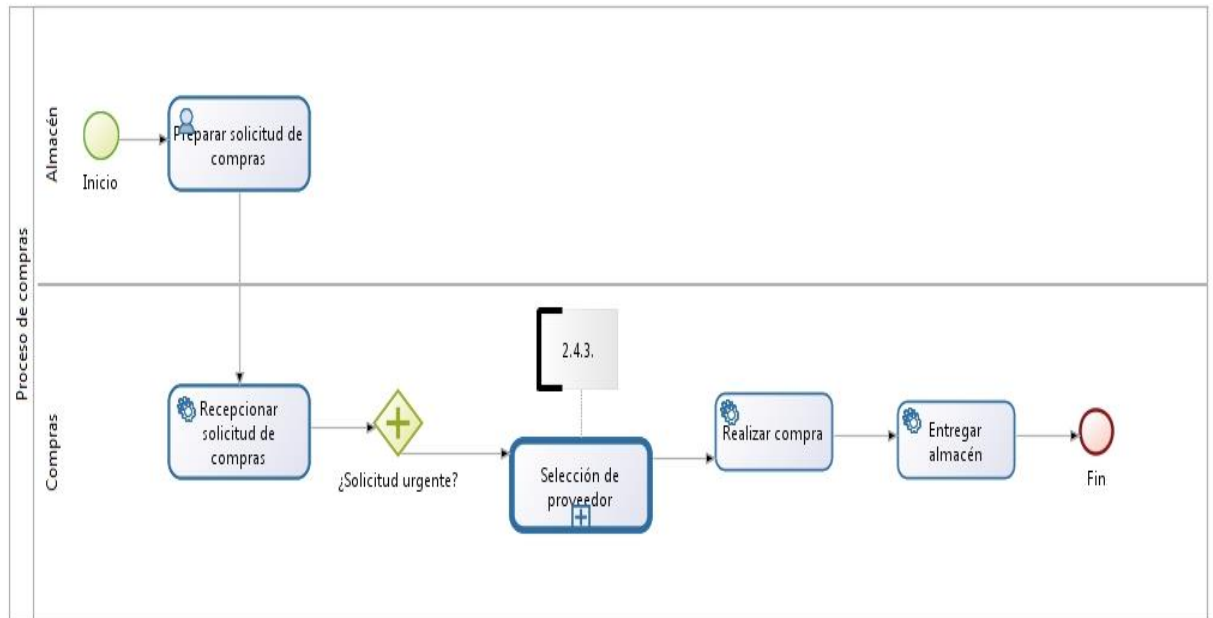 Proceso de compras
Almacén
Inicio
Preparar solicitud de
compras
Compras
Recepcionar
solicitud de
compras
¿Solicitud urgente?
2.4.3.
Selección de
proveedor
Realizar compra
Entregar
almacén
Fin